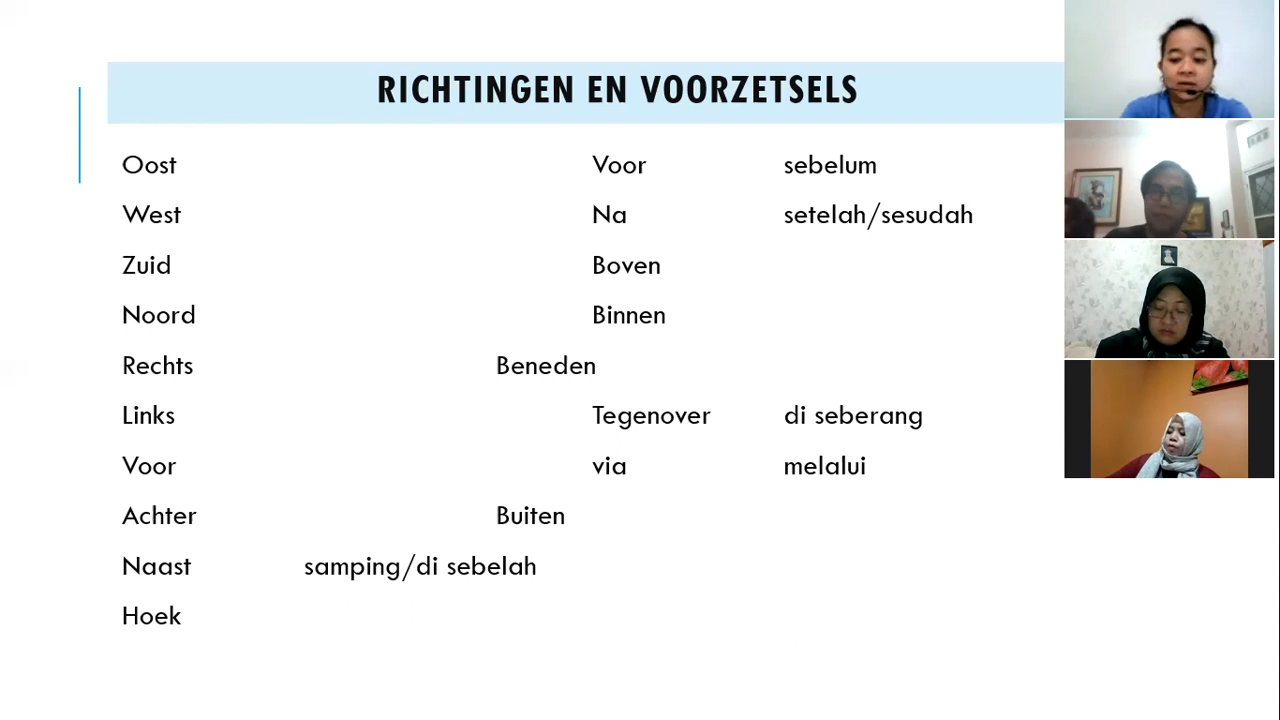 RICHTINGEN EN VOORZETSELS
Oost Voor sebelum
West Na setelah/sesudah
Zuid Boven
Noord Binnen
Rechts Beneden
Links Tegenover di seberang
Voor via melalui
Achter Buiten
Naast samping/di sebelah
Hoek